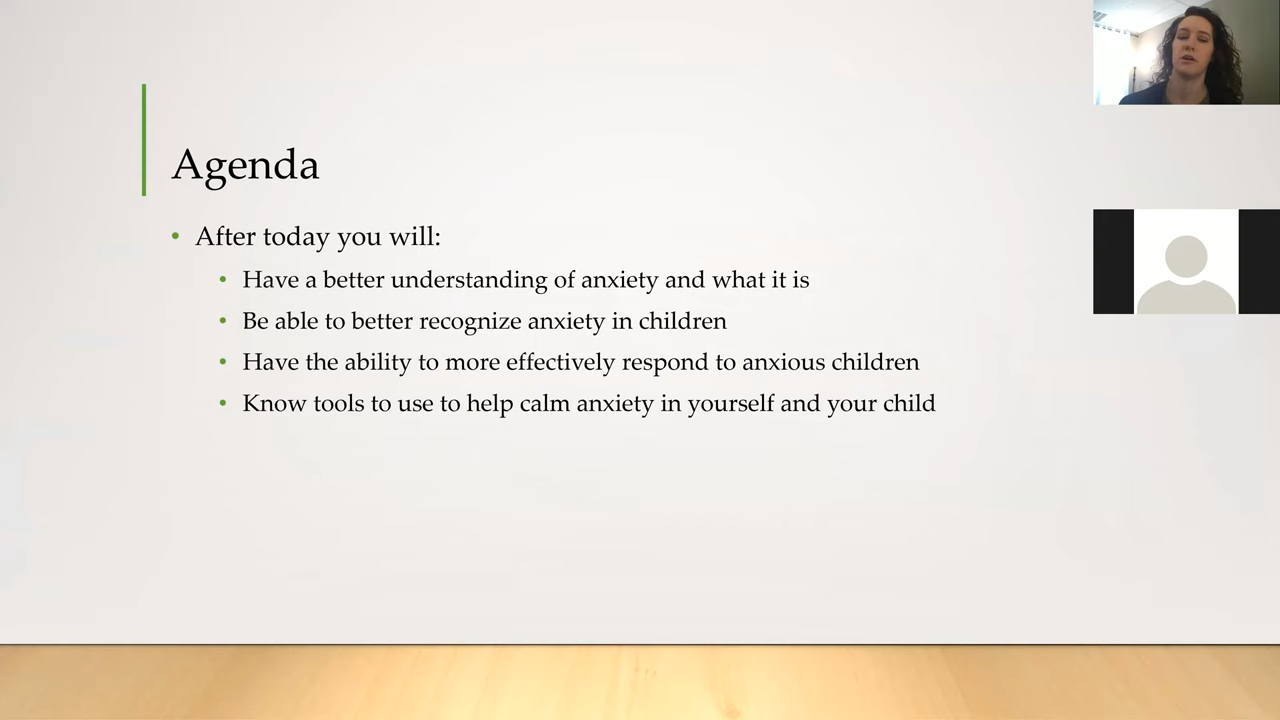 Agenda
• After today you will:
• Have a better understanding of anxiety and what it is
• Be able to better recognize anxiety in children
• Have the ability to more effectively respond to anxious children
• Know tools to use to help calm anxiety in yourself and your child